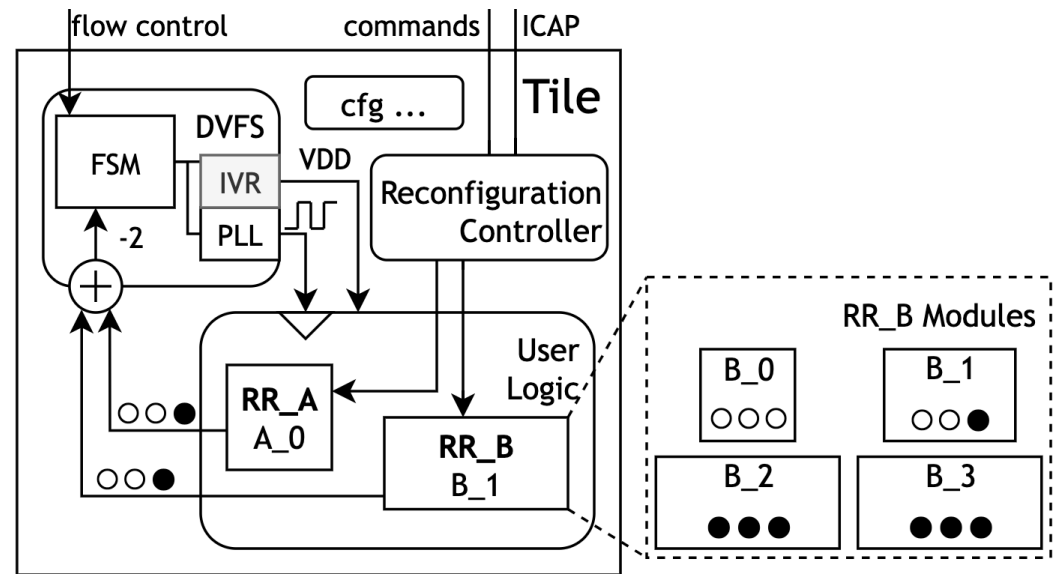 flow control
commands
ICAP
Tile
cfg ...
DVFS
FSM
IVR
VDD
PLL
-2
Reconfiguration
Controller
User
Logic
RR_A
A_0
RR_B
B_1
RR_B Modules
B_0
B_1
B_2
B_3